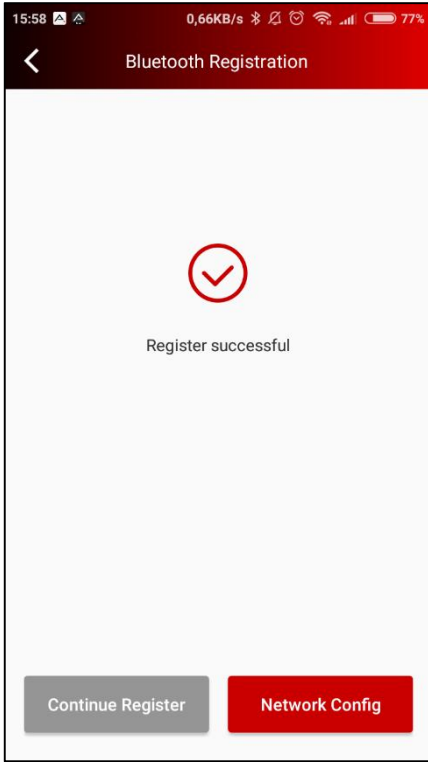 15:58 0,66KB/s 77%
Bluetooth Registration
Register successful
Continue Register Network Config